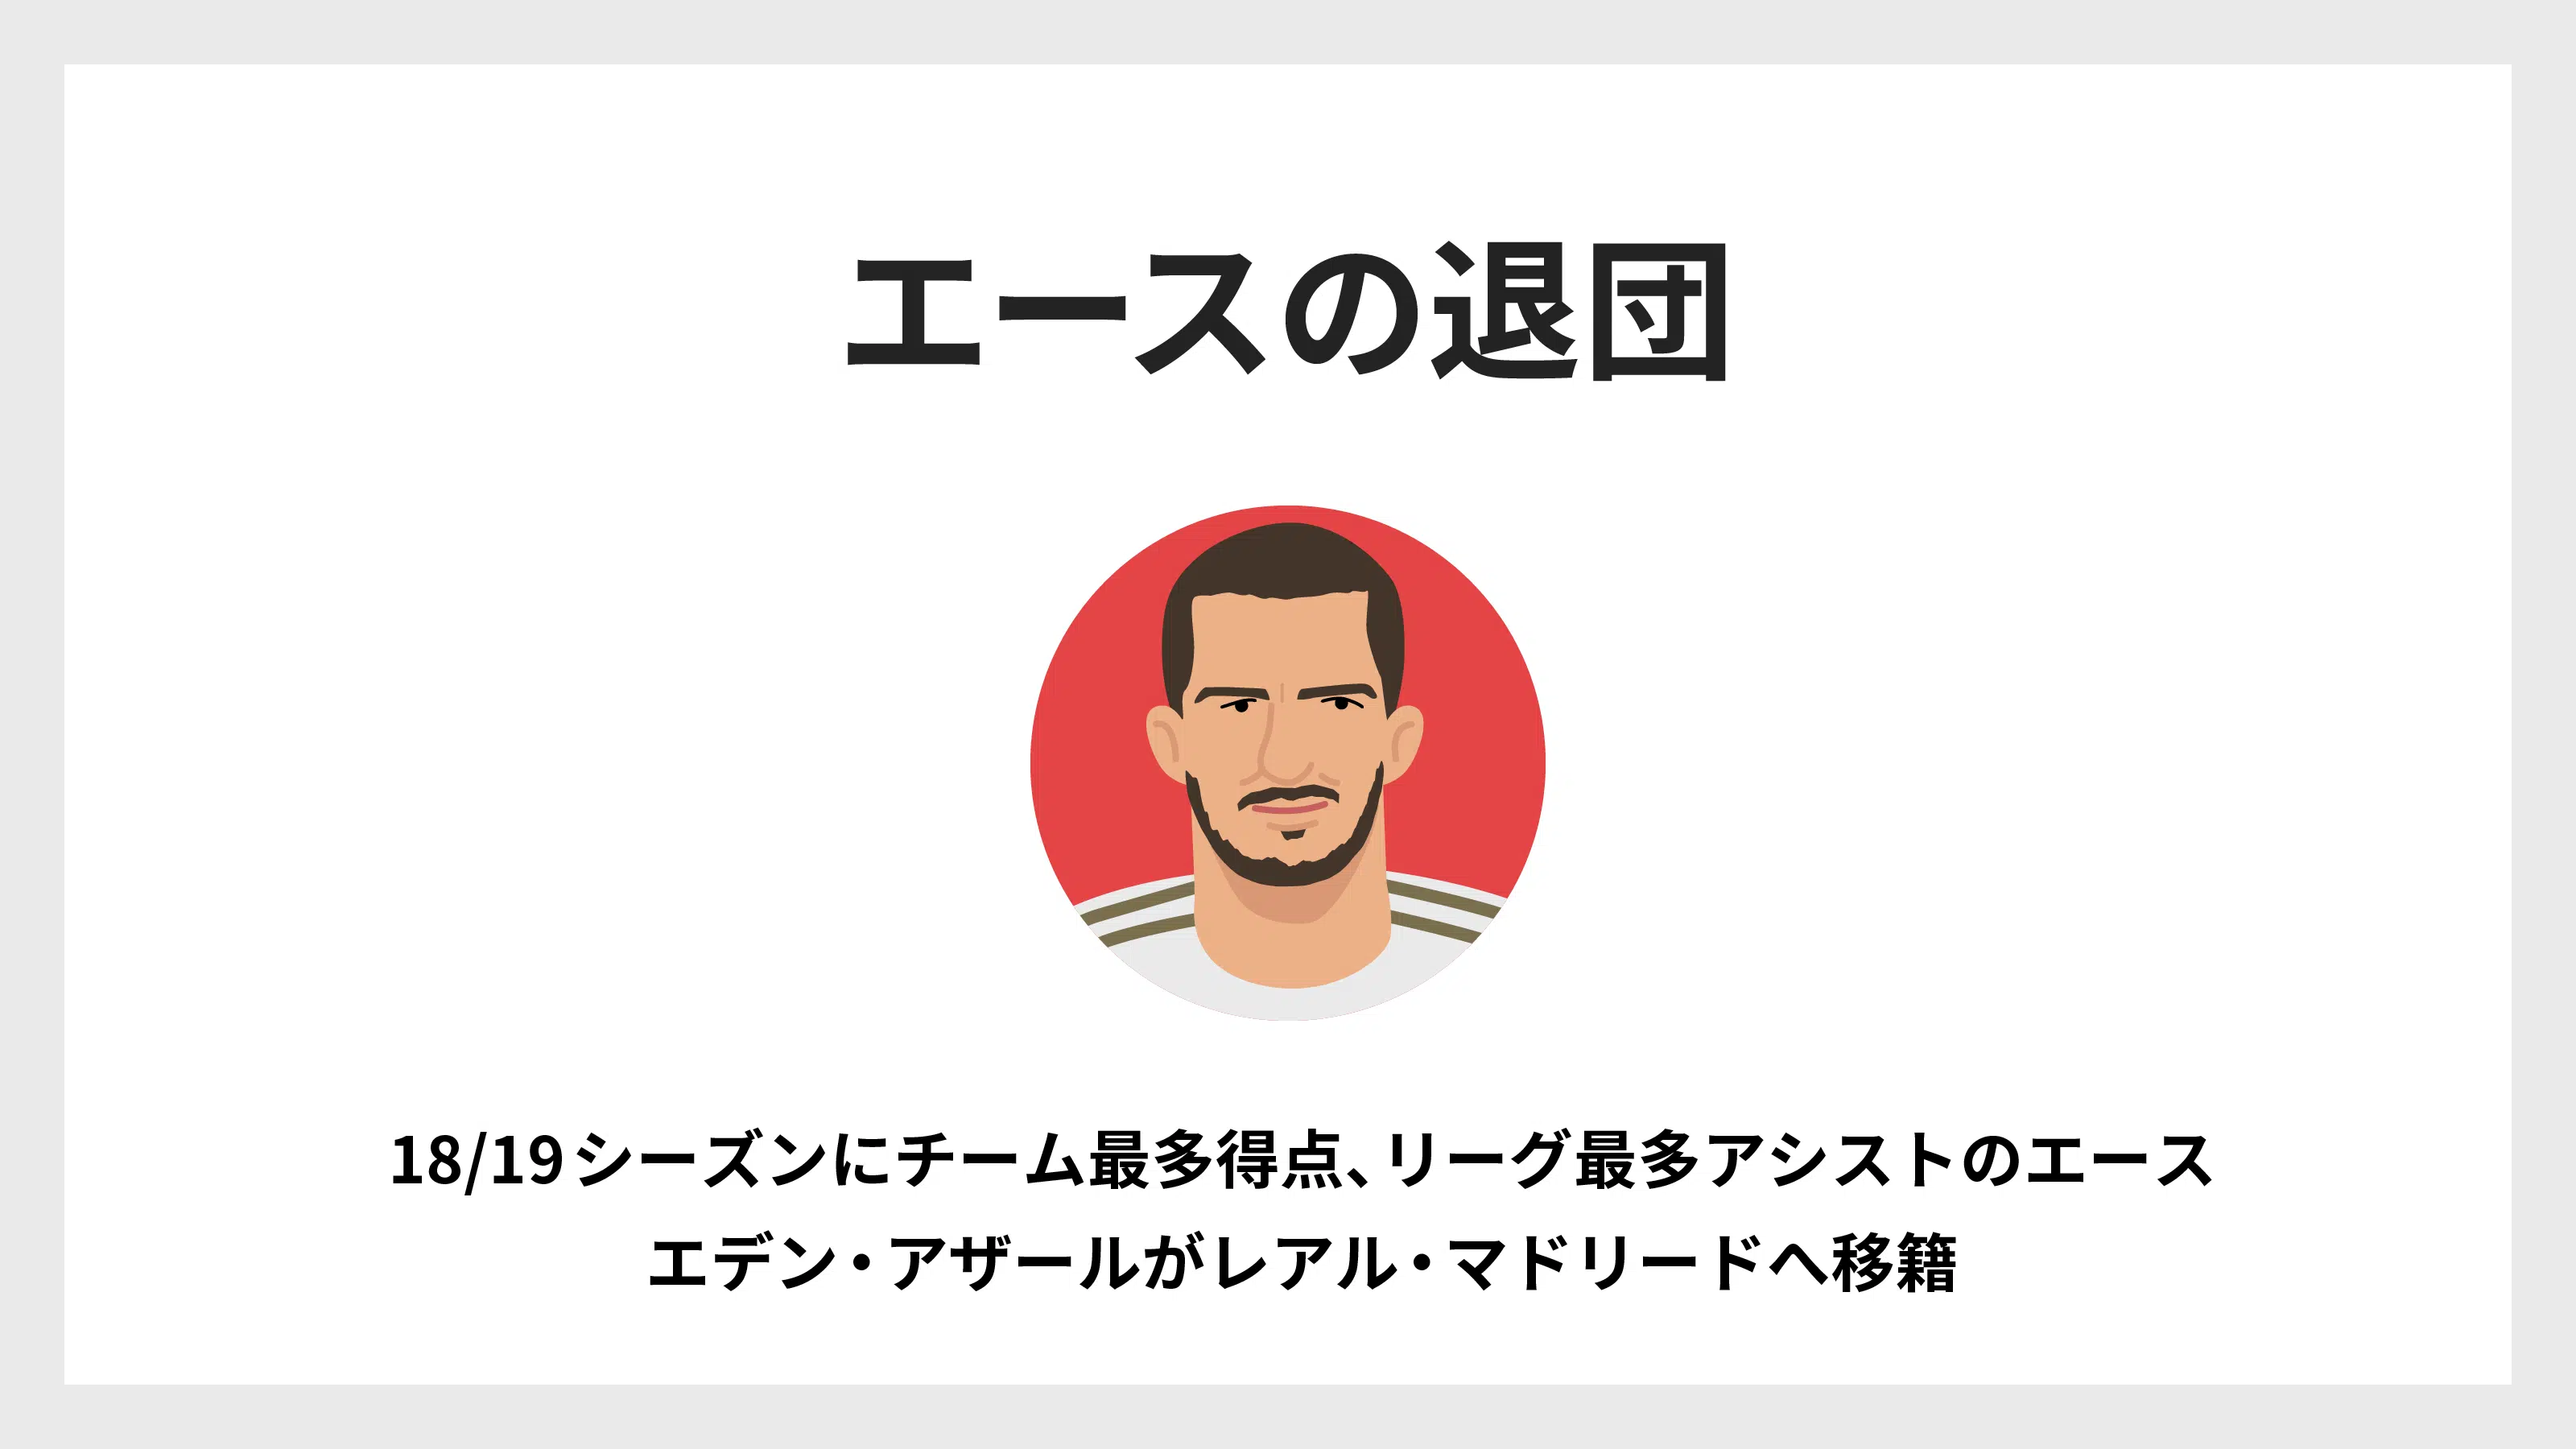 エースの退団
18/19シーズンにチーム最多得点、リーグ最多アシストのエース
エデン・アザールがレアル・マドリードへ移籍